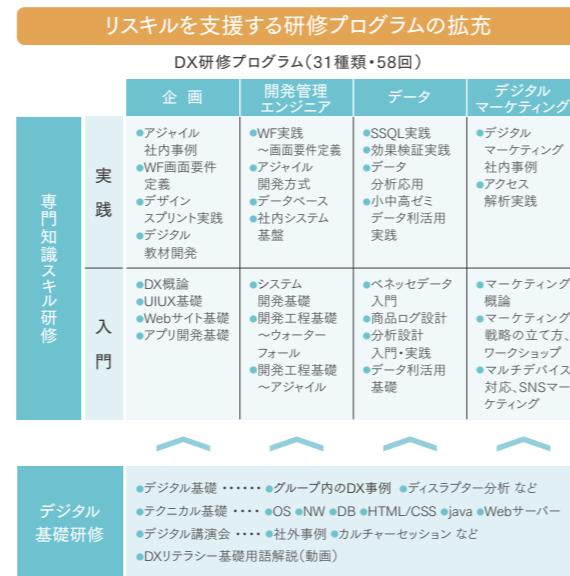 リスキルを支援する研修プログラムの拡充
DX研修プログラム（31種類・58回）
企 画
開発管理
エンジニア
データ
デジタル
マーケティング
専門知識スキル研修
実践
●アジャイル
社内事例
●WF画面要件
定義
●デザイン
スプリント実践
●デジタル
教材開発
●WF実践
～画面要件定義
●アジャイル
開発方式
●データベース
●社内システム
基盤
●SSQL実践
●効果検証実践
●データ
分析応用
●小中高ゼミ
データ利活用
実践
●デジタル
マーケティング
社内事例
●アクセス
解析実践
入門
●DX概論
●UIUX基礎
●Webサイト基礎
●アプリ開発基礎
●システム
開発基礎
●開発工程基礎
～ウォーター
フォール
●開発工程基礎
～アジャイル
●ベネッセデータ
入門
●商品ログ設計
●分析設計
入門・実践
●データ利活用
基礎
●マーケティング
概論
●マーケティング
戦略の立て方、
ワークショップ
●マルチデバイス
対応、SNSマー
ケティング
デジタル
基礎研修
●デジタル基礎 ‥‥‥ ●グループ内のDX事例 ●ディスラプター分析 など
●テクニカル基礎 ‥‥ ●OS ●NW ●DB ●HTML/CSS ●java ●Webサーバー
●デジタル講演会 ‥‥ ●社外事例 ●カルチャーセッション など
●DXリテラシー基礎用語解説（動画）